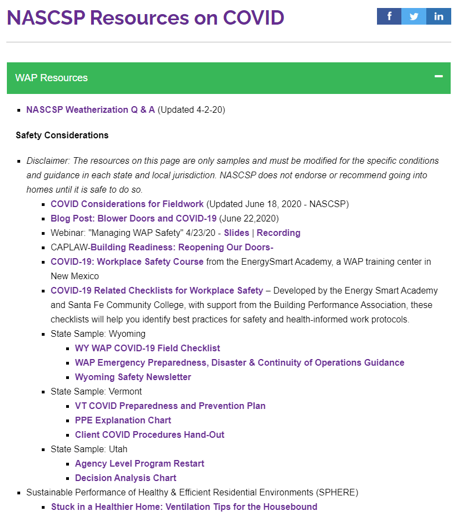 NASCSP Resources on COVID
WAP Resources
NASCSP Weatherization Q & A (Updated 4-2-20)
Safety Considerations
Disclaimer: The resources on this page are only samples and must be modified for the specific conditions
and guidance in each state and local jurisdiction. NASCSP does not endorse or recommend going into
homes until it is safe to do so.
COVID Considerations for Fieldwork (Updated June 18, 2020 - NASCSP)
Blog Post: Blower Doors and COVID-19 (June 22,2020)
Webinar: "Managing WAP Safety" 4/23/20 - Slides | Recording
CAPLAW-Building Readiness: Reopening Our Doors-
COVID-19: Workplace Safety Course from the EnergySmart Academy, a WAP training center in
New Mexico
COVID-19 Related Checklists for Workplace Safety – Developed by the Energy Smart Academy
and Santa Fe Community College, with support from the Building Performance Association, these
checklists will help you identify best practices for safety and health-informed work protocols.
State Sample: Wyoming
WY WAP COVID-19 Field Checklist
WAP Emergency Preparedness, Disaster & Continuity of Operations Guidance
Wyoming Safety Newsletter
State Sample: Vermont
VT COVID Preparedness and Prevention Plan
PPE Explanation Chart
Client COVID Procedures Hand-Out
State Sample: Utah
Agency Level Program Restart
Decision Analysis Chart
Sustainable Performance of Healthy & Efficient Residential Environments (SPHERE)
Stuck in a Healthier Home: Ventilation Tips for the Housebound